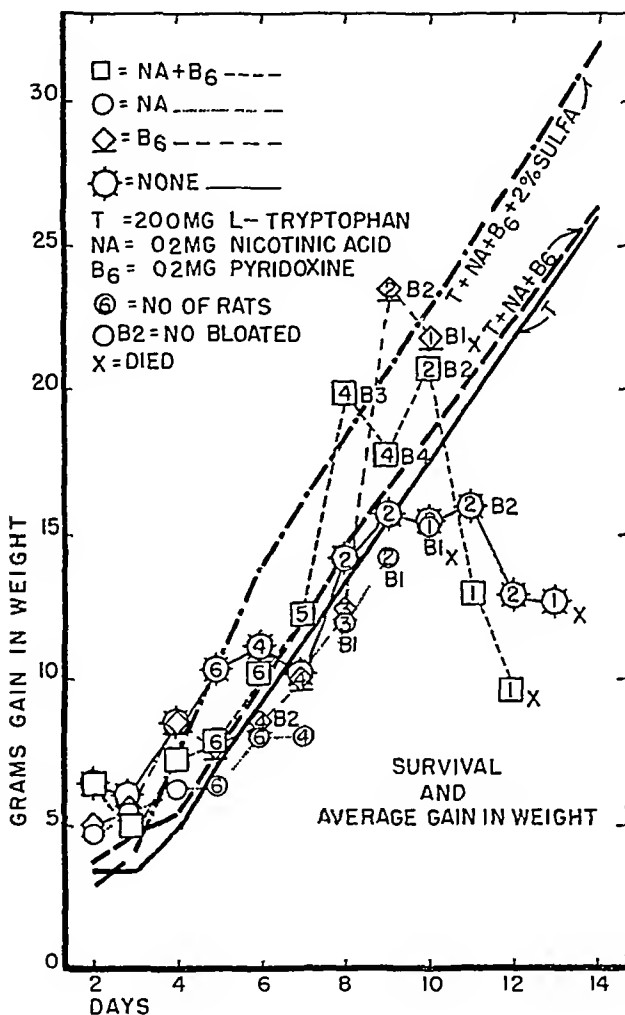 □ = NA+B6 -----
○ = NA
◇ = B6 -----
= NONE
T = 200MG L-TRYPTOPHAN
NA = 02MG NICOTINIC ACID
B6 = 02MG PYRIDOXINE
⑥ = NO OF RATS
○B2 = NO BLOATED
X = DIED
T+NA+B6+2%SULFA
T+NA+B6
T
2 B2
1 B1 X
4 B3
2 B2
4 B4
2
1 B1 X
2 B2
2 B1
2
3
3 B1
5
1
2
1 X
1 X
6
4
6
4
B2
6
6
4
6
SURVIVAL
AND
AVERAGE GAIN IN WEIGHT
GRAMS GAIN IN WEIGHT
30
25
20
15
10
5
0
2 4 6 8 10 12 14
DAYS